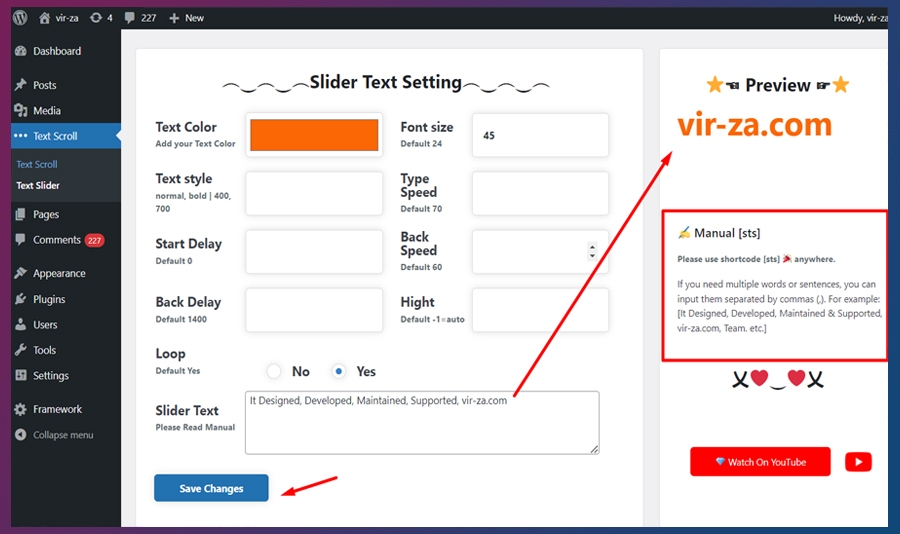 vir-za 4 227 + New
Howdy, vir-za
Dashboard
Posts
Media
Text Scroll
Text Scroll
Text Slider
Pages
Comments 227
Appearance
Plugins
Users
Tools
Settings
Framework
Collapse menu
Slider Text Setting
Text Color
Add your Text Color
Font size
Default 24
45
Text style
normal, bold | 400,
700
Type
Speed
Default 70
Start Delay
Default 0
Back
Speed
Default 60
Back Delay
Default 1400
Hight
Default -1=auto
Loop
Default Yes
No
Yes
Slider Text
Please Read Manual
It Designed, Developed, Maintained, Supported, vir-za.com
Save Changes
⭐☚ Preview ☛⭐
vir-za.com
✍ Manual [sts]
Please use shortcode [sts] 🎉 anywhere.
If you need multiple words or sentences, you can
input them separated by commas (,). For example:
[It Designed, Developed, Maintained & Supported,
vir-za.com, Team. etc.]
💎 Watch On YouTube